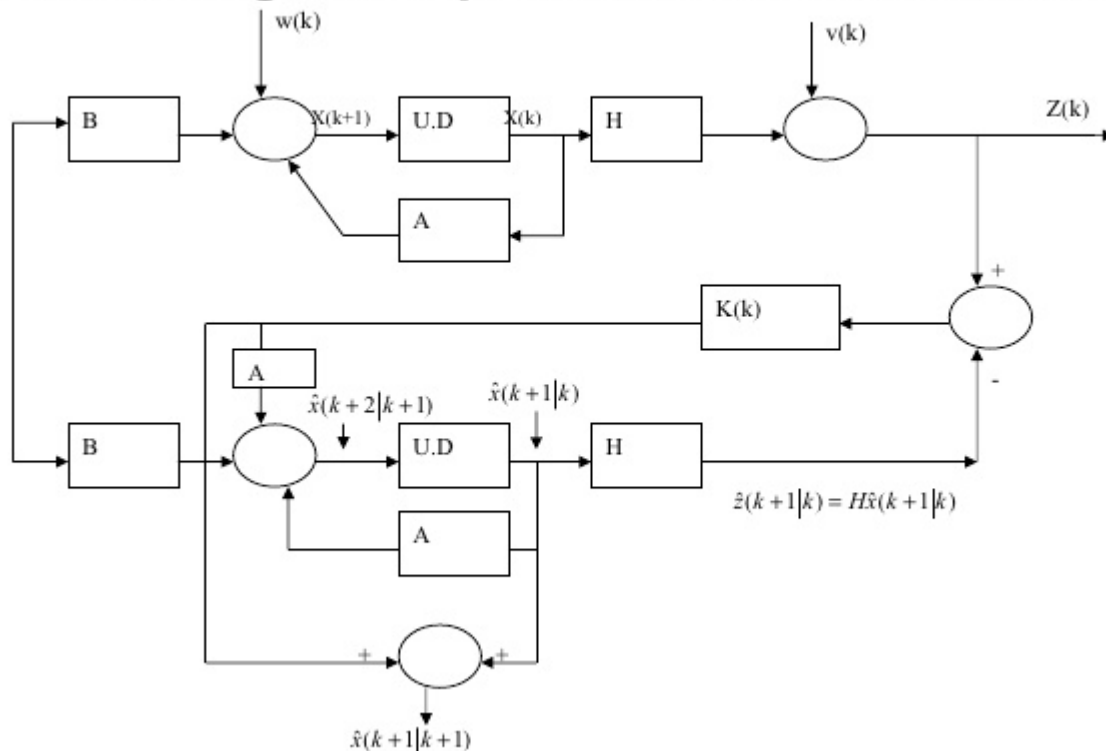 w(k)
v(k)
B
X(k+1)
U.D
X(k)
H
Z(k)
A
+
K(k)
A
-
x̂(k+2|k+1)
x̂(k+1|k)
B
U.D
H
ẑ(k+1|k) = Hx̂(k+1|k)
A
+ +
x̂(k+1|k+1)